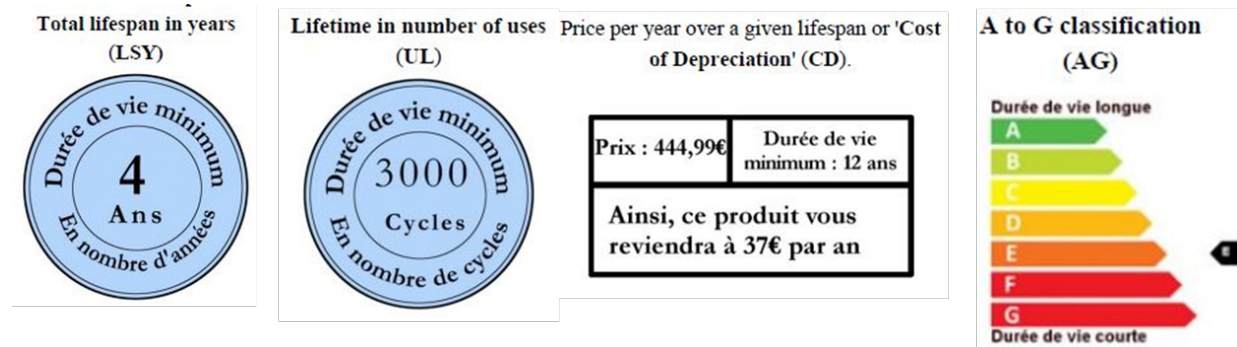 Total lifespan in years
(LSY)
Durée de vie minimum
4
Ans
En nombre d'années
Lifetime in number of uses
(UL)
Durée de vie minimum
3000
Cycles
En nombre de cycles
Price per year over a given lifespan or 'Cost
of Depreciation' (CD).
Prix : 444,99€
Durée de vie
minimum : 12 ans
Ainsi, ce produit vous
reviendra à 37€ par an
A to G classification
(AG)
Durée de vie longue
A
B
C
D
E
E
F
G
Durée de vie courte